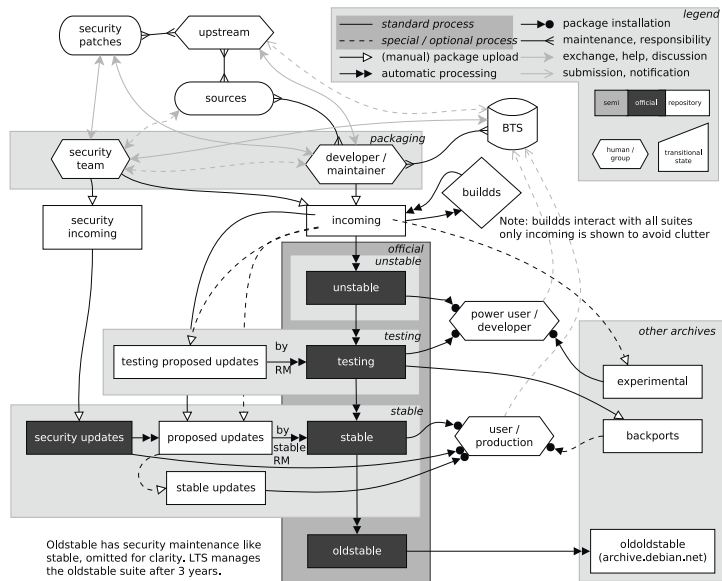 legend
standard process
special / optional process
(manual) package upload
automatic processing
package installation
maintenance, responsibility
exchange, help, discussion
submission, notification
semi
official
repository
human /
group
transitional
state
security
patches
upstream
sources
BTS
packaging
security
team
developer /
maintainer
buildds
security
incoming
incoming
Note: buildds interact with all suites
only incoming is shown to avoid clutter
official
unstable
unstable
power user /
developer
other archives
testing
testing proposed updates
by
RM
testing
experimental
stable
security updates
proposed updates
by
stable
RM
stable
user /
production
backports
stable updates
Oldstable has security maintenance like
stable, omitted for clarity. LTS manages
the oldstable suite after 3 years.
oldstable
oldoldstable
(archive.debian.net)